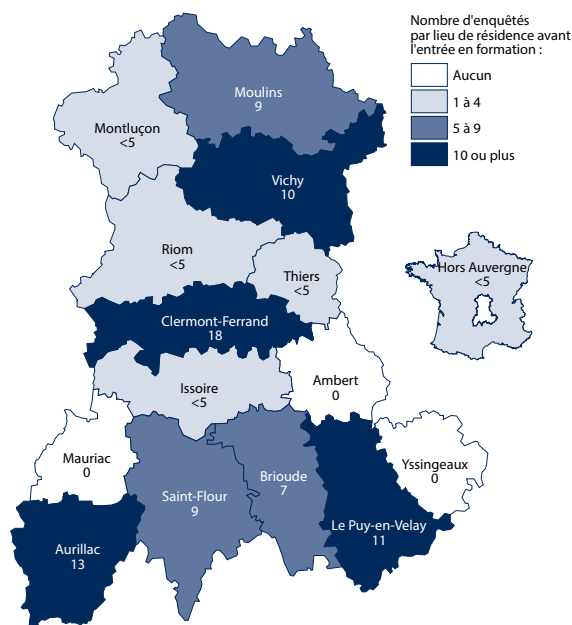 Nombre d'enquêtés
par lieu de résidence avant
l'entrée en formation :
Aucun
1 à 4
5 à 9
10 ou plus
Moulins
9
Montluçon
<5
Vichy
10
Riom
<5
Thiers
<5
Hors Auvergne
<5
Clermont-Ferrand
18
Issoire
<5
Ambert
0
Mauriac
0
Yssingeaux
0
Saint-Flour
9
Brioude
7
Le Puy-en-Velay
11
Aurillac
13